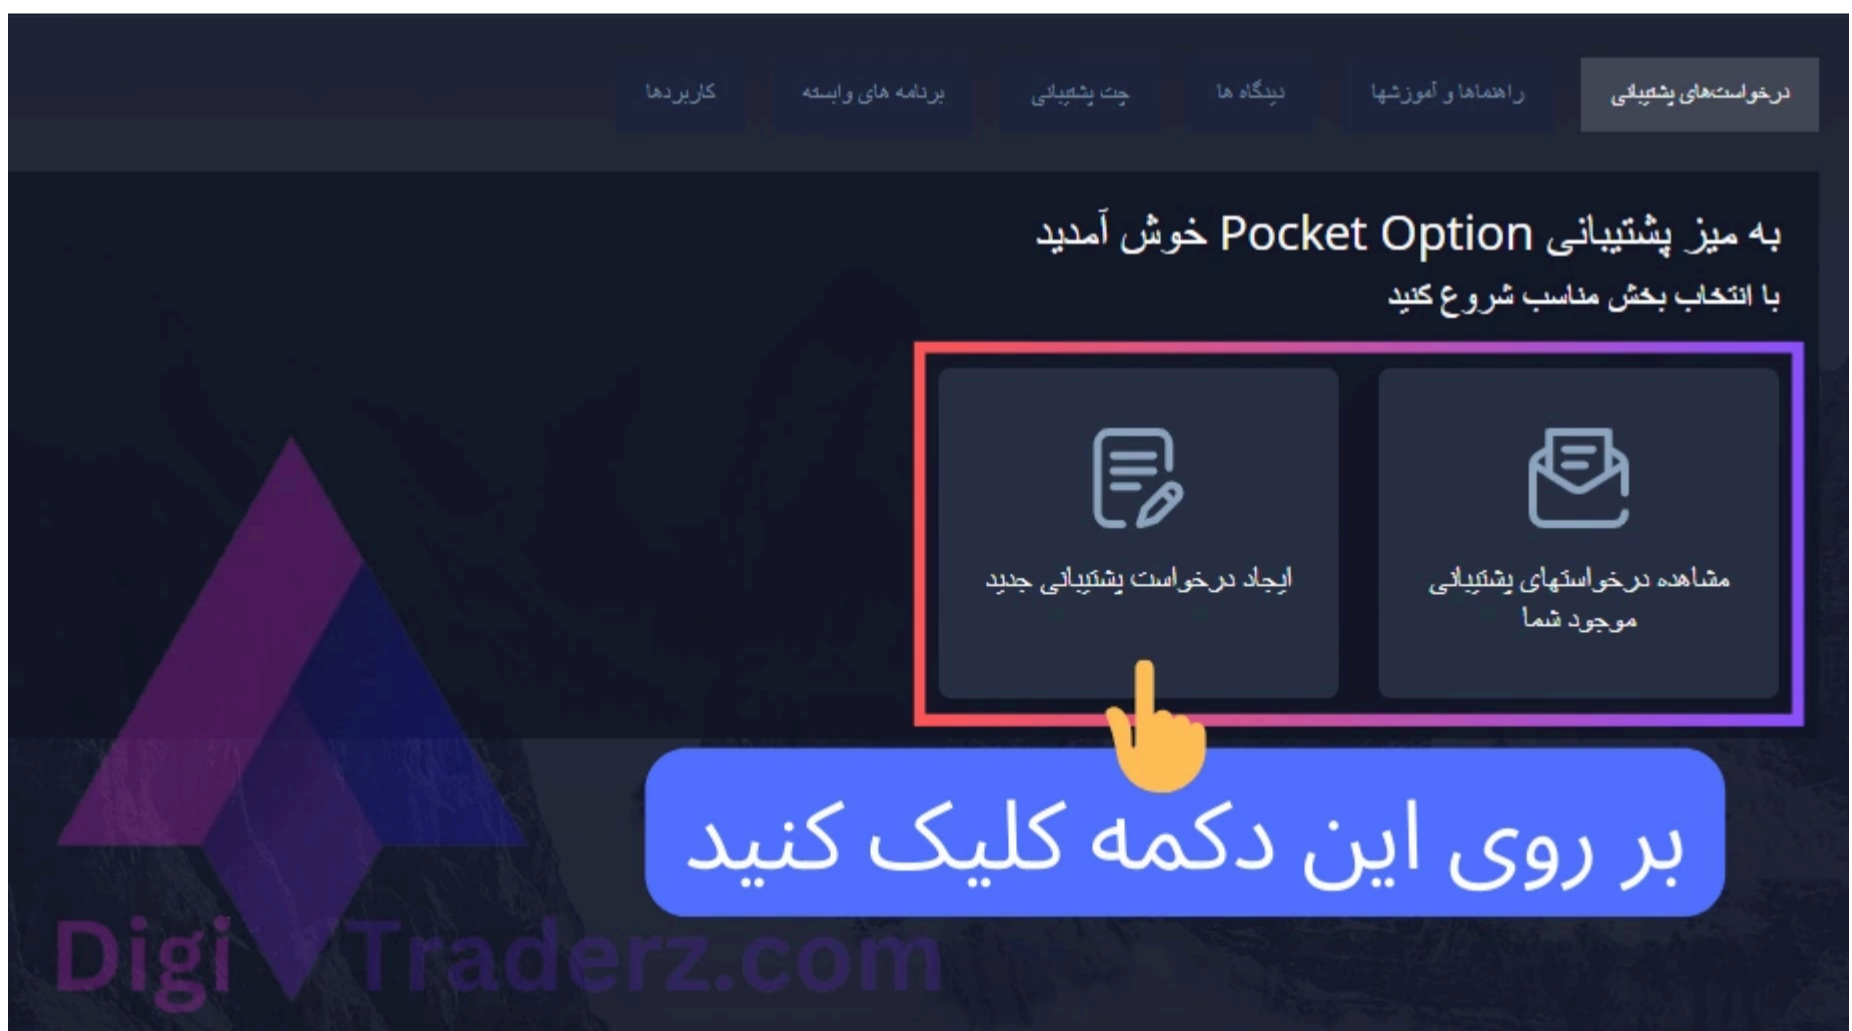 درخواست‌های پشتیبانی
راهنماها و آموزشها
دیدگاه ها
چت پشتیبانی
برنامه های وابسته
کاربردها
به میز پشتیبانی Pocket Option خوش آمدید
با انتخاب بخش مناسب شروع کنید
مشاهده درخواستهای پشتیبانی
موجود شما
ایجاد درخواست پشتیبانی جدید
بر روی این دکمه کلیک کنید
Digi Traderz.com